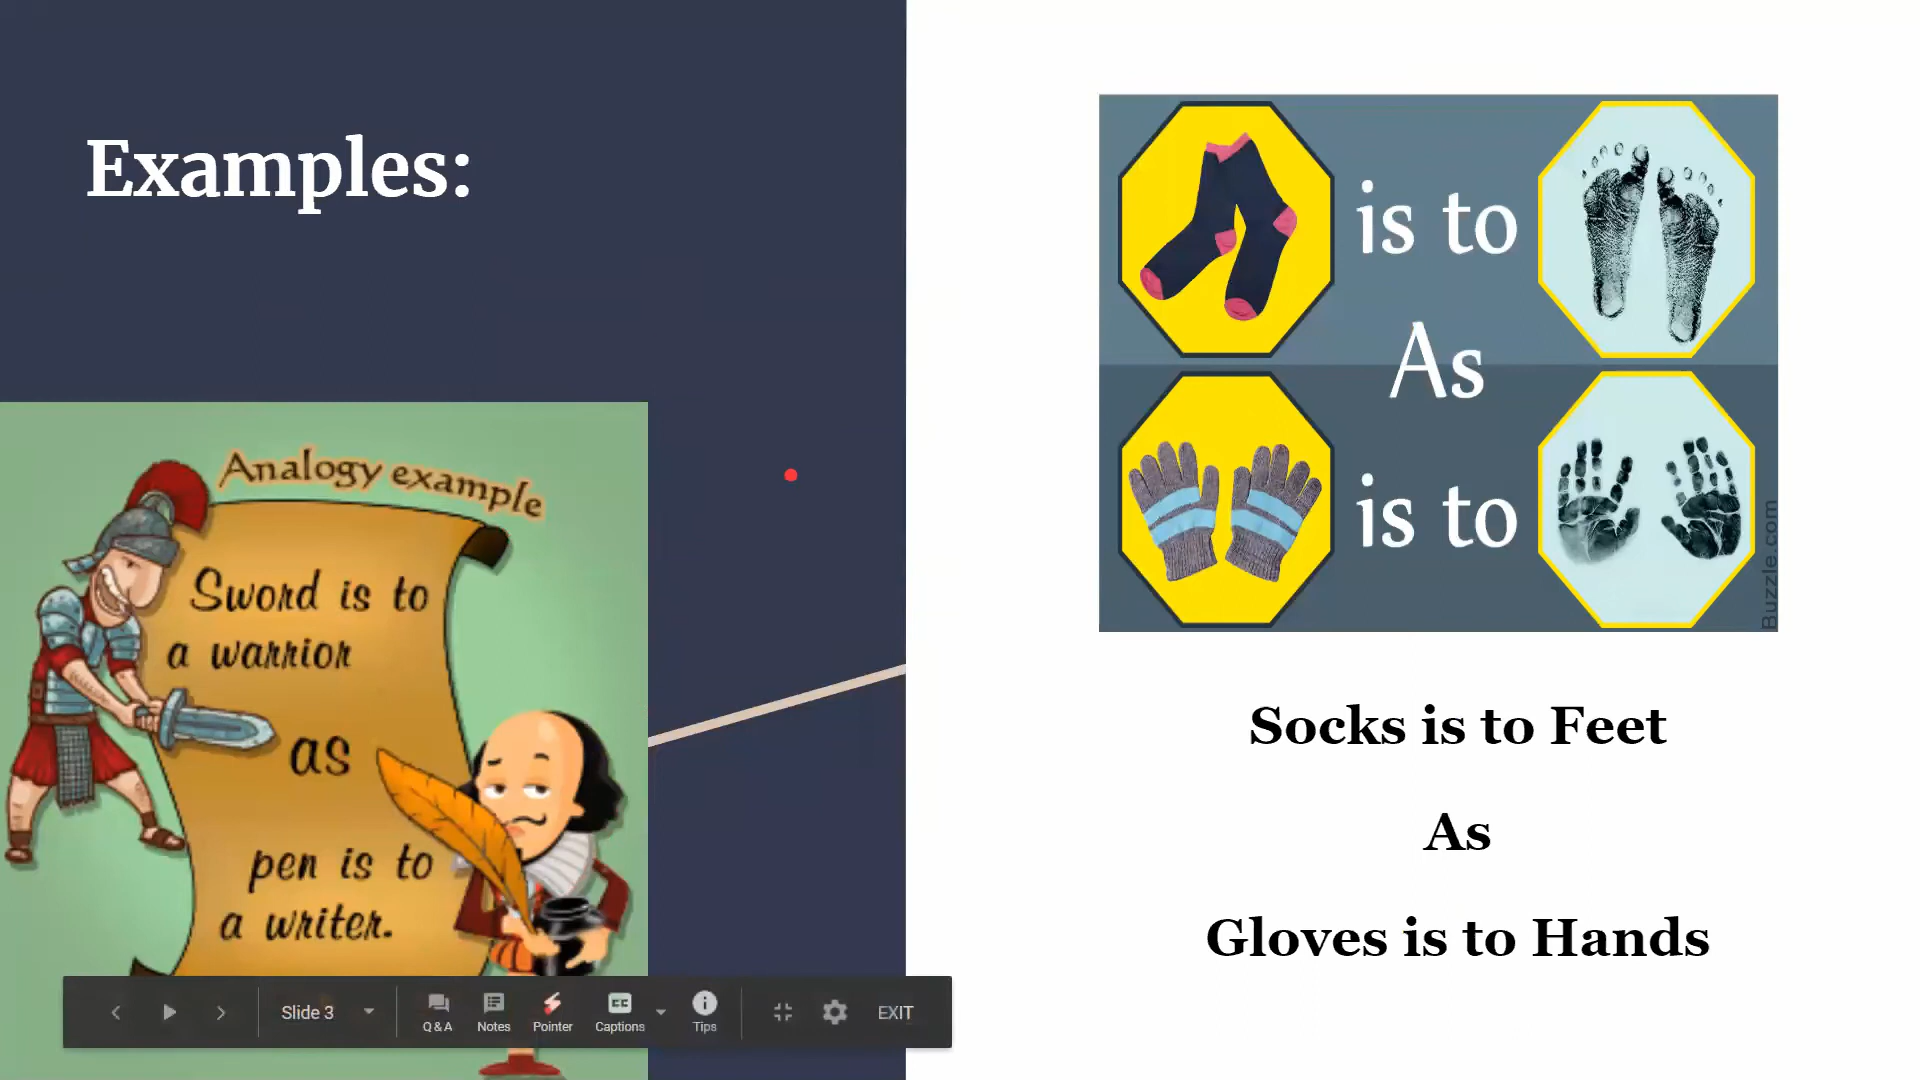 Examples:
Analogy example
Sword is to
a warrior
as
pen is to
a writer.
is to
As
is to
Buzzle.com
Socks is to Feet
As
Gloves is to Hands
Slide 3
Q&A
Notes
Pointer
CC
Captions
Tips
EXIT